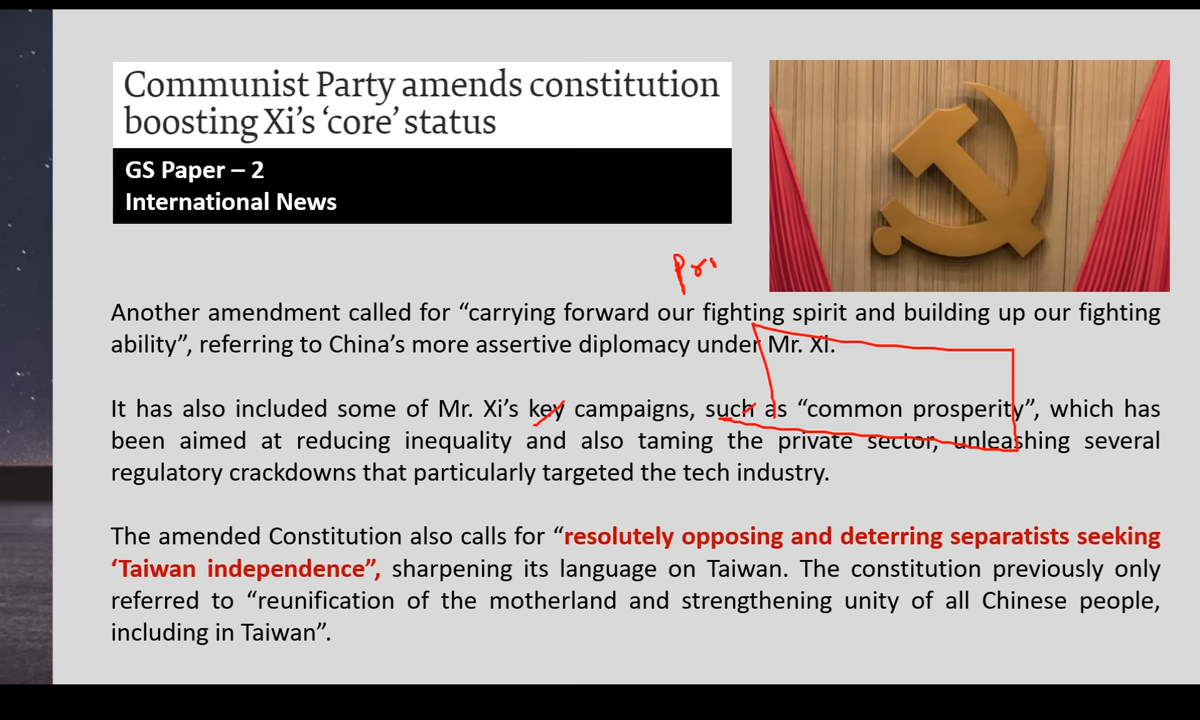 Communist Party amends constitution
boosting Xi’s ‘core’ status
GS Paper – 2
International News
Another amendment called for “carrying forward our fighting spirit and building up our fighting
ability”, referring to China’s more assertive diplomacy under Mr. Xi.
It has also included some of Mr. Xi’s key campaigns, such as “common prosperity”, which has
been aimed at reducing inequality and also taming the private sector, unleashing several
regulatory crackdowns that particularly targeted the tech industry.
The amended Constitution also calls for “resolutely opposing and deterring separatists seeking
‘Taiwan independence”, sharpening its language on Taiwan. The constitution previously only
referred to “reunification of the motherland and strengthening unity of all Chinese people,
including in Taiwan”.